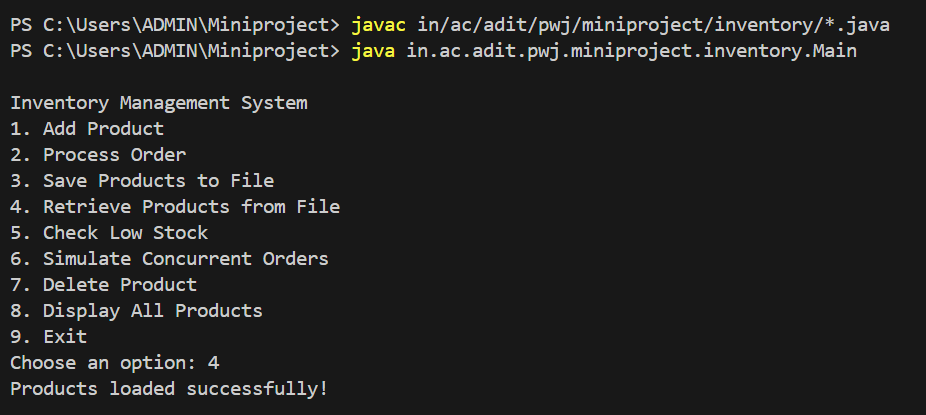 PS C:\Users\ADMIN\Miniproject> javac in/ac/adit/pwj/miniproject/inventory/*.java
PS C:\Users\ADMIN\Miniproject> java in.ac.adit.pwj.miniproject.inventory.Main
Inventory Management System
1. Add Product
2. Process Order
3. Save Products to File
4. Retrieve Products from File
5. Check Low Stock
6. Simulate Concurrent Orders
7. Delete Product
8. Display All Products
9. Exit
Choose an option: 4
Products loaded successfully!